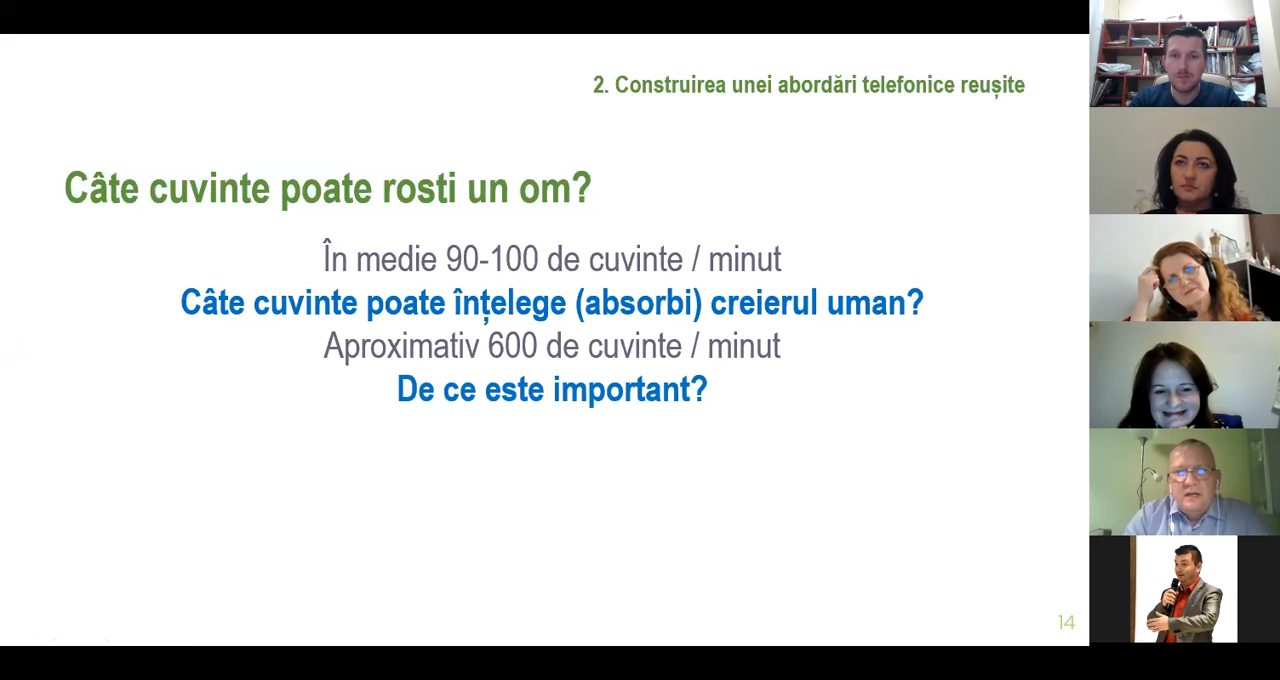 2. Construirea unei abordări telefonice reușite
Câte cuvinte poate rosti un om?
În medie 90-100 de cuvinte / minut
Câte cuvinte poate înțelege (absorbi) creierul uman?
Aproximativ 600 de cuvinte / minut
De ce este important?
14